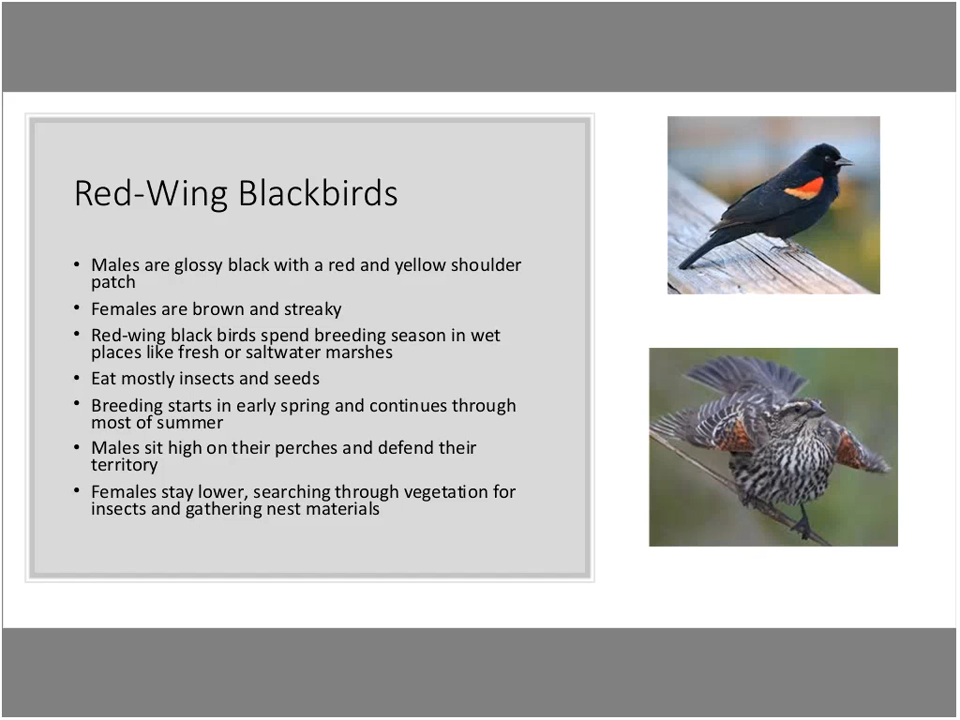 Red-Wing Blackbirds
• Males are glossy black with a red and yellow shoulder
patch
• Females are brown and streaky
• Red-wing black birds spend breeding season in wet
places like fresh or saltwater marshes
• Eat mostly insects and seeds
• Breeding starts in early spring and continues through
most of summer
• Males sit high on their perches and defend their
territory
• Females stay lower, searching through vegetation for
insects and gathering nest materials